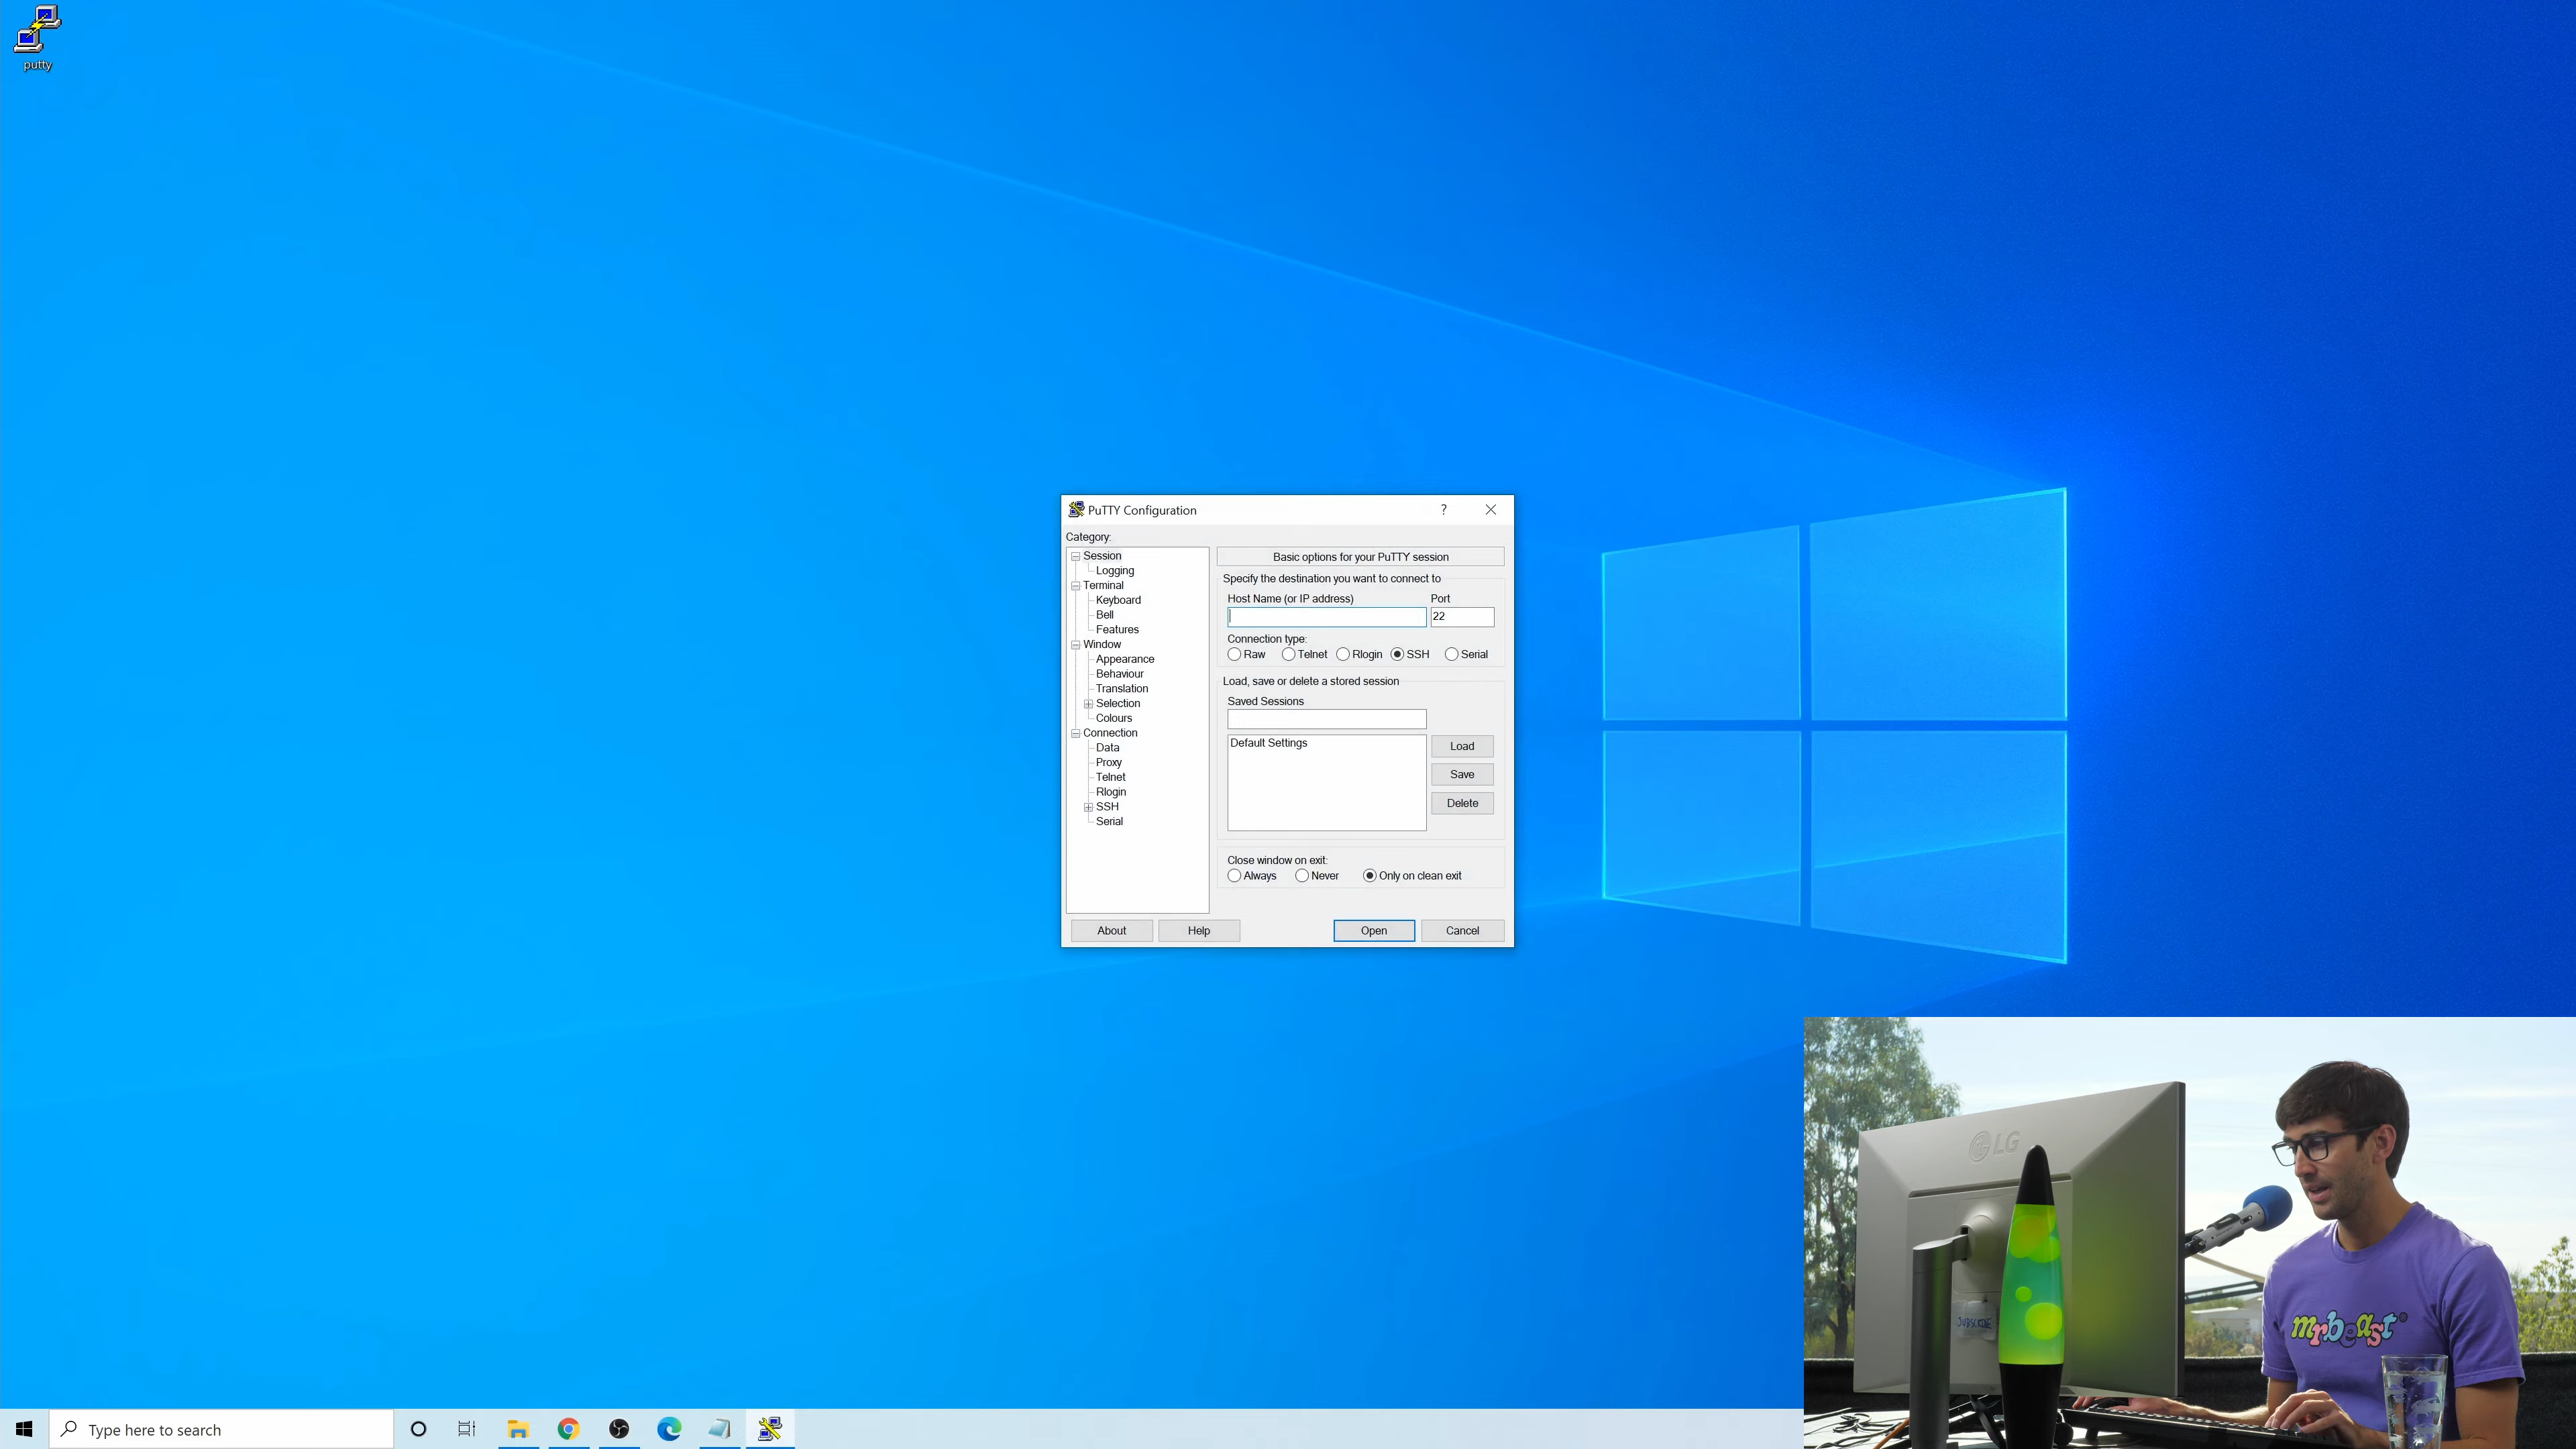 putty
PuTTY Configuration
?
Category:
Session
Logging
Terminal
Keyboard
Bell
Features
Window
Appearance
Behaviour
Translation
Selection
Colours
Connection
Data
Proxy
Telnet
Rlogin
SSH
Serial
Basic options for your PuTTY session
Specify the destination you want to connect to
Host Name (or IP address) Port
22
Connection type:
Raw Telnet Rlogin SSH Serial
Load, save or delete a stored session
Saved Sessions
Default Settings
Load
Save
Delete
Close window on exit:
Always Never Only on clean exit
About Help Open Cancel
LG
SUBSCRIBE
mrbeast®
Type here to search